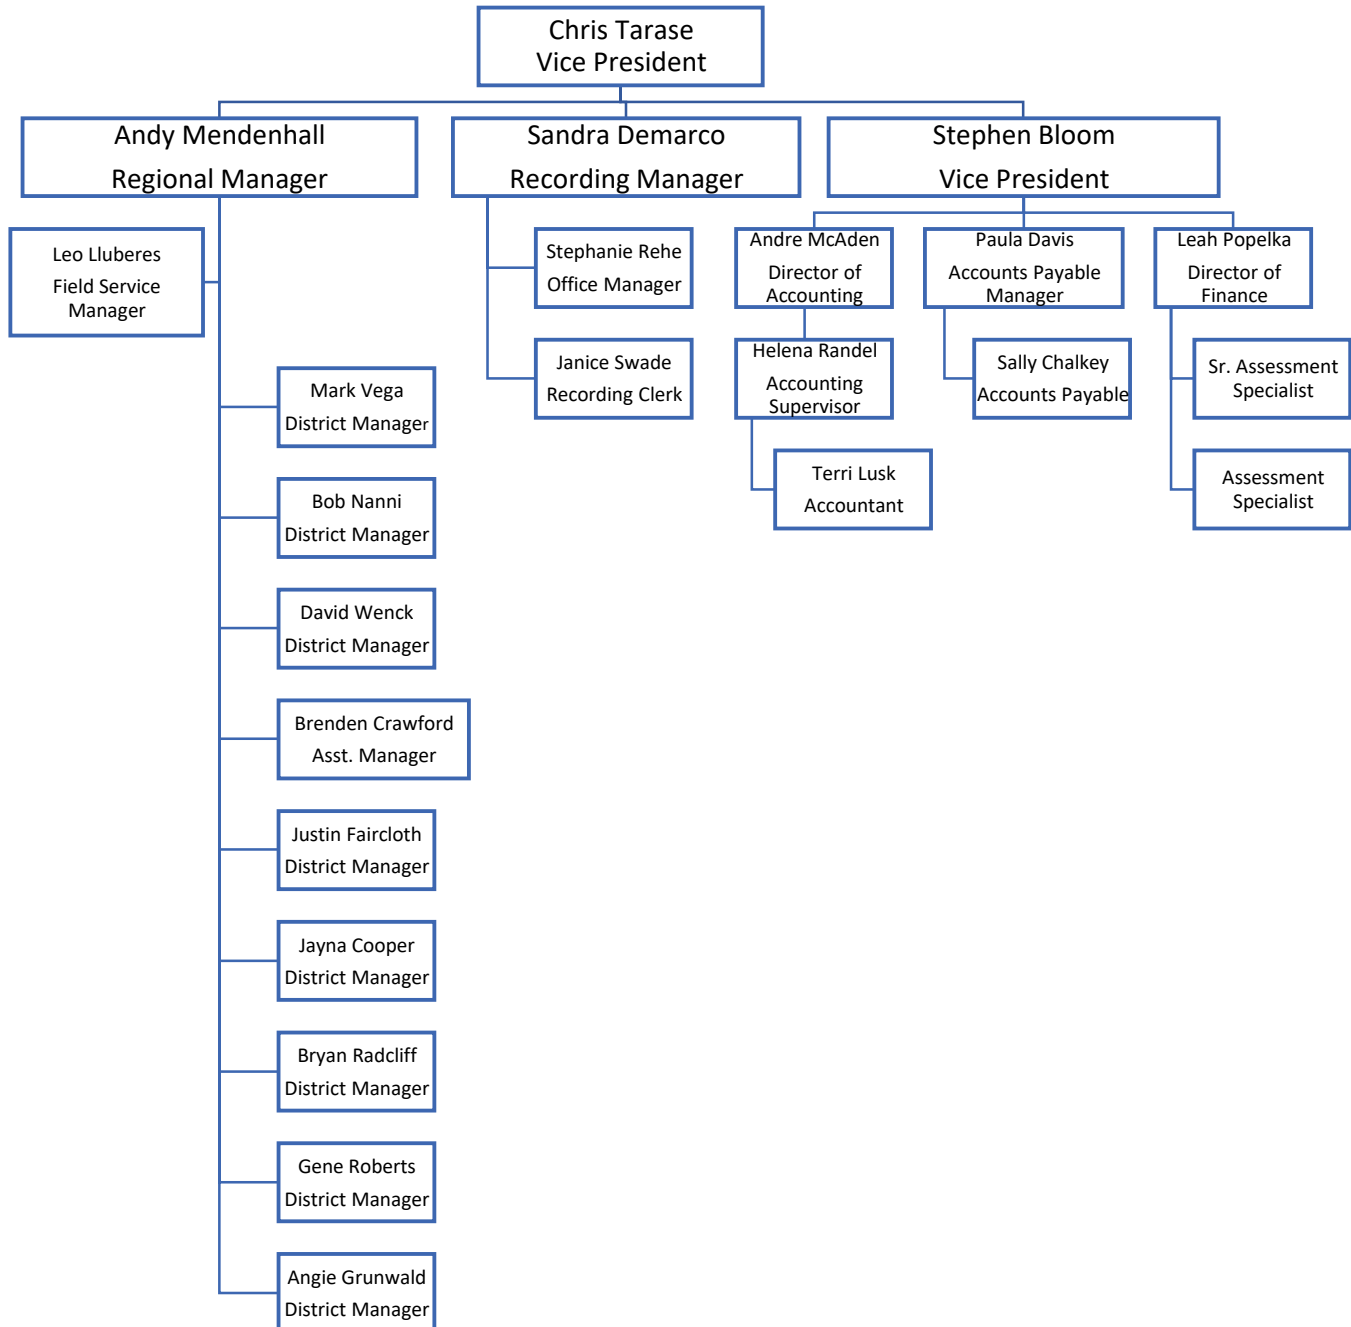 Chris Tarase
Vice President
Andy Mendenhall
Regional Manager
Sandra Demarco
Recording Manager
Stephen Bloom
Vice President
Leo Lluberes
Field Service
Manager
Mark Vega
District Manager
Bob Nanni
District Manager
David Wenck
District Manager
Brenden Crawford
Asst. Manager
Justin Faircloth
District Manager
Jayna Cooper
District Manager
Bryan Radcliff
District Manager
Gene Roberts
District Manager
Angie Grunwald
District Manager
Stephanie Rehe
Office Manager
Janice Swade
Recording Clerk
Andre McAden
Director of
Accounting
Helena Randel
Accounting
Supervisor
Terri Lusk
Accountant
Paula Davis
Accounts Payable
Manager
Sally Chalkey
Accounts Payable
Leah Popelka
Director of
Finance
Sr. Assessment
Specialist
Assessment
Specialist